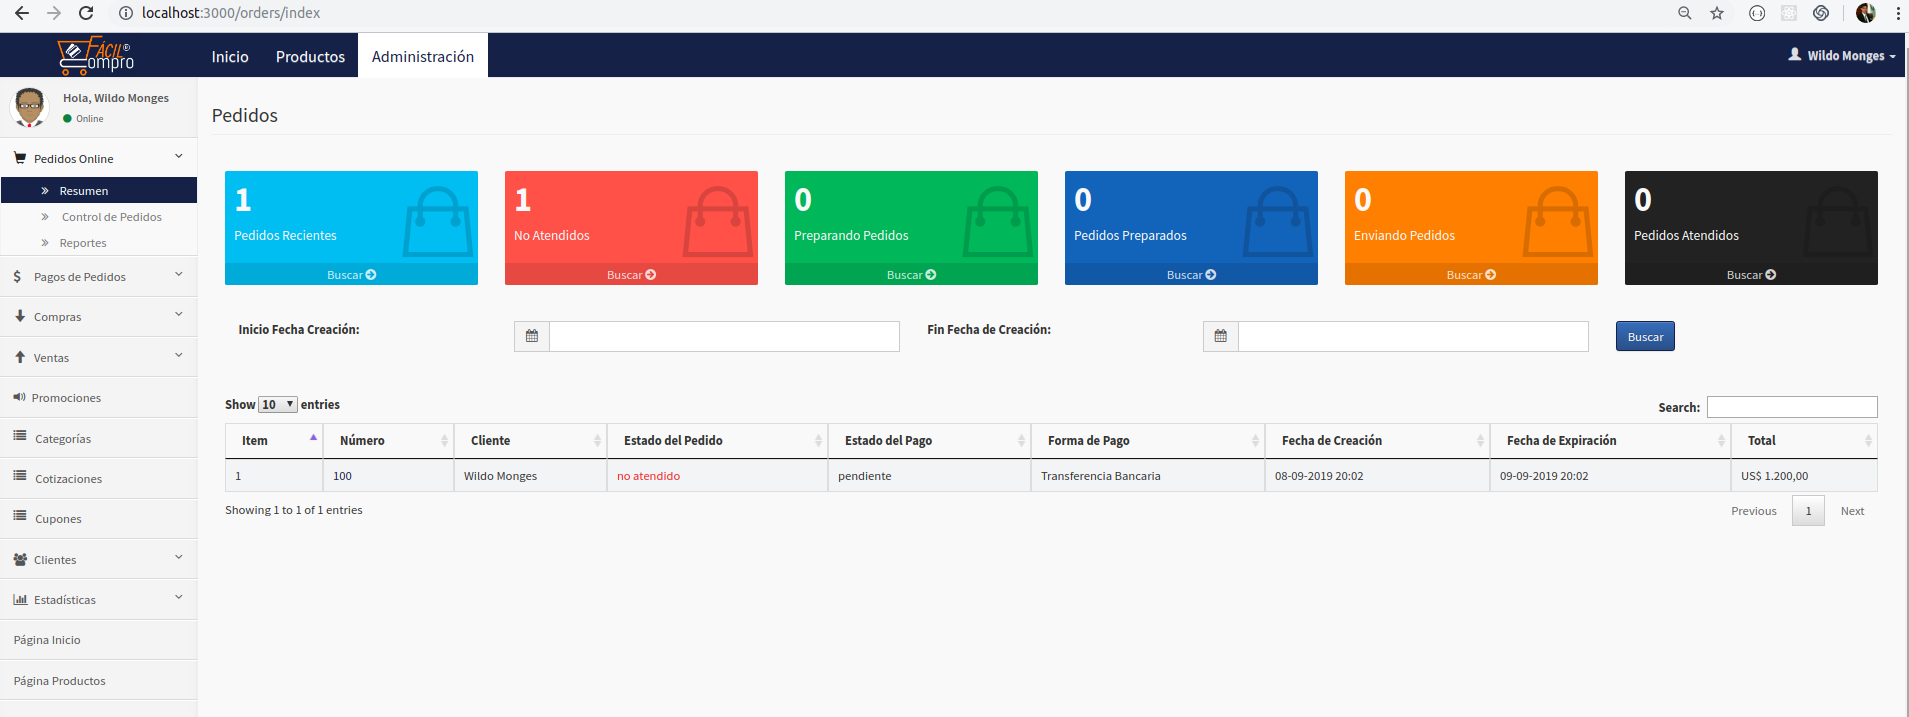 localhost:3000/orders/index
FÁCIL®
ompro
Inicio Productos Administración
Wildo Monges
Hola, Wildo Monges
Online
Pedidos Online
Resumen
Control de Pedidos
Reportes
Pagos de Pedidos
Compras
Ventas
Promociones
Categorías
Cotizaciones
Cupones
Clientes
Estadísticas
Página Inicio
Página Productos
Pedidos
1
Pedidos Recientes
Buscar
1
No Atendidos
Buscar
0
Preparando Pedidos
Buscar
0
Pedidos Preparados
Buscar
0
Enviando Pedidos
Buscar
0
Pedidos Atendidos
Buscar
Inicio Fecha Creación: Fin Fecha de Creación: Buscar
Show 10 entries
Search:
Item Número Cliente Estado del Pedido Estado del Pago Forma de Pago Fecha de Creación Fecha de Expiración Total
1 100 Wildo Monges no atendido pendiente Transferencia Bancaria 08-09-2019 20:02 09-09-2019 20:02 US$ 1.200,00
Showing 1 to 1 of 1 entries
Previous 1 Next